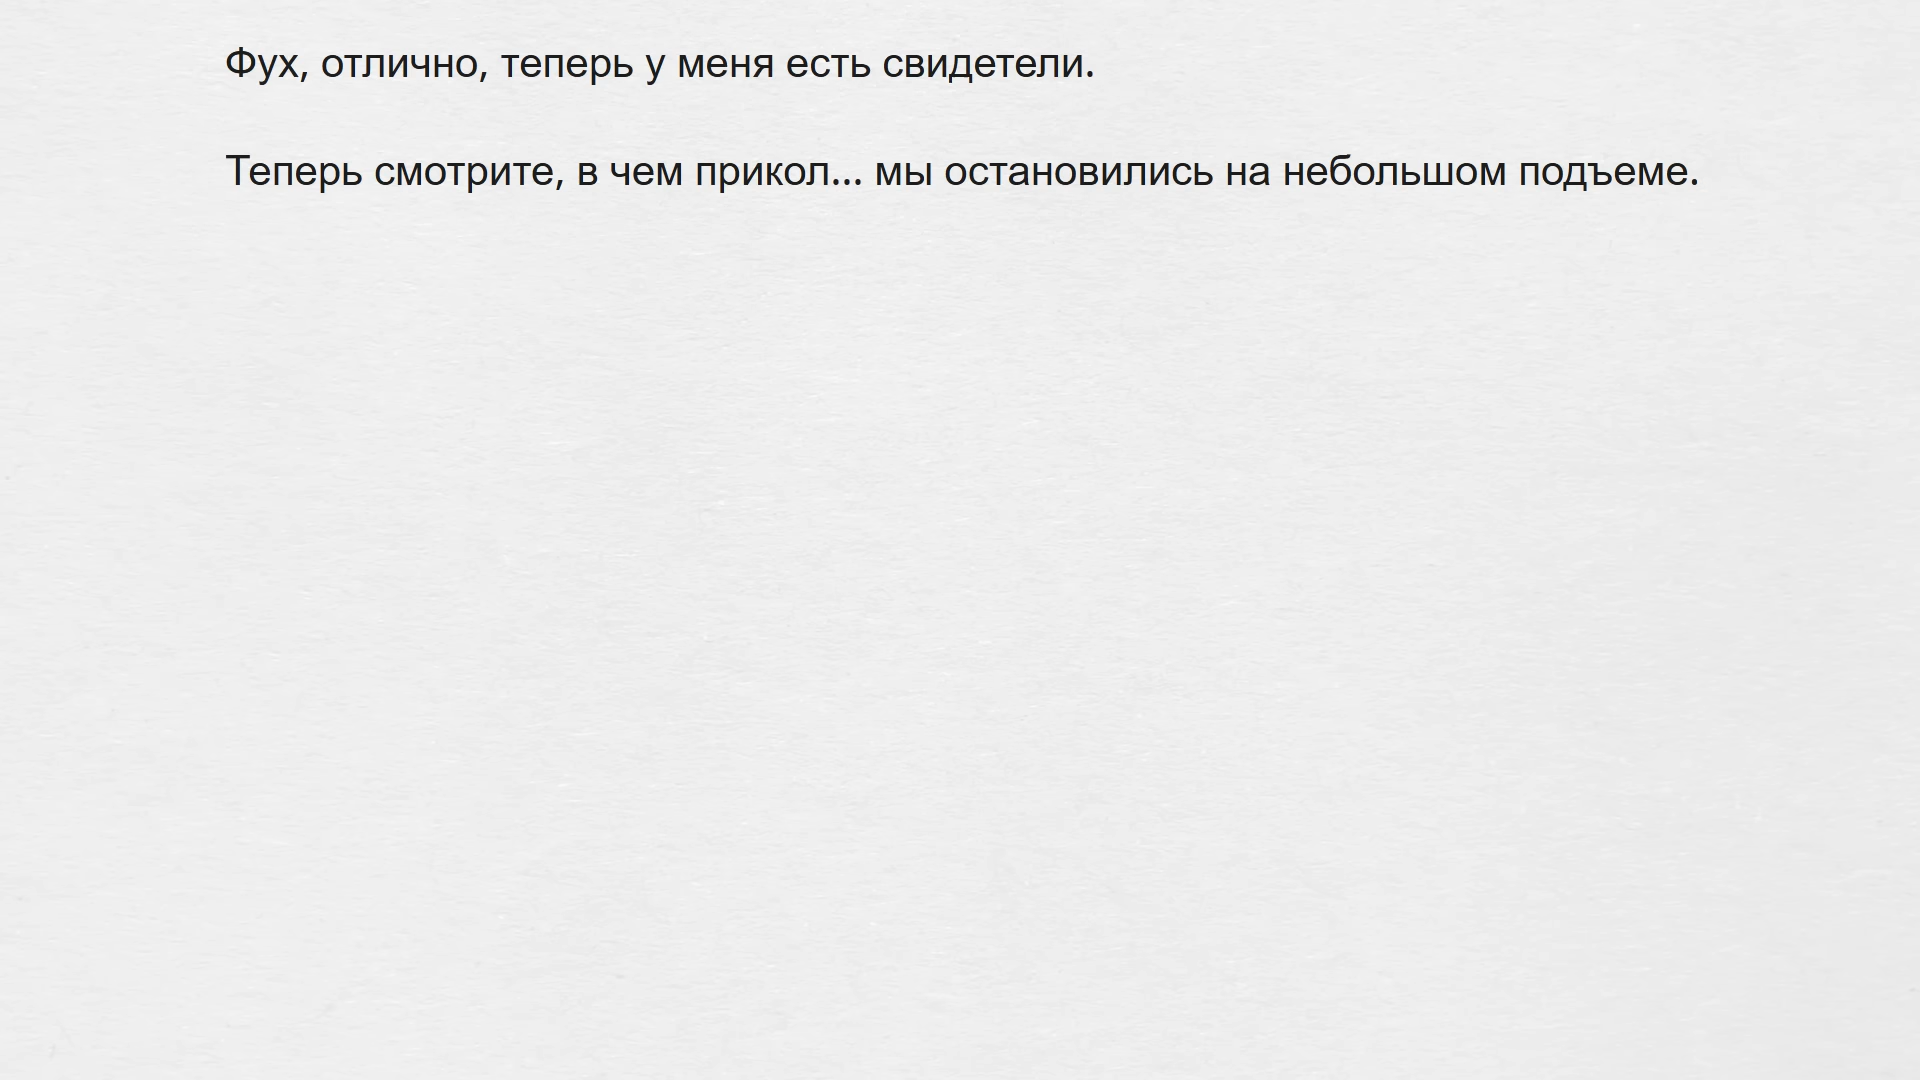 Фух, отлично, теперь у меня есть свидетели.
Теперь смотрите, в чем прикол... мы остановились на небольшом подъеме.